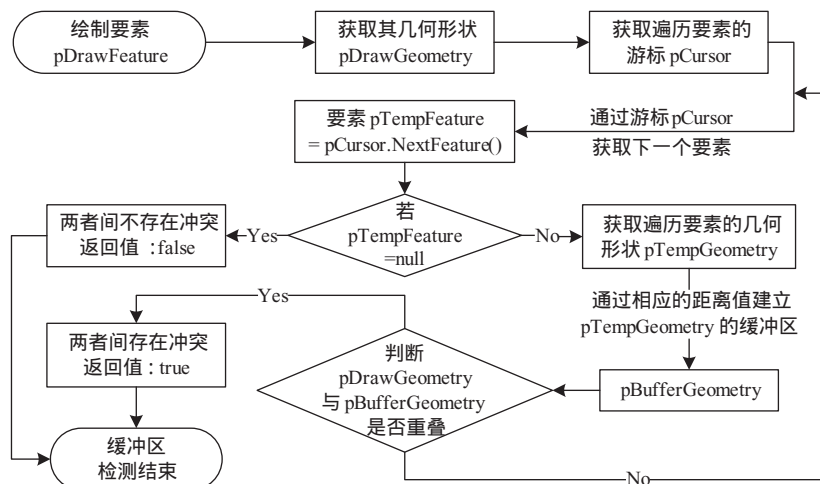 绘制要素
pDrawFeature
获取其几何形状
pDrawGeometry
获取遍历要素的
游标 pCursor
要素 pTempFeature
= pCursor.NextFeature()
通过游标 pCursor
获取下一个要素
两者间不存在冲突
返回值 :false
Yes
若
pTempFeature
=null
No
获取遍历要素的几何
形状 pTempGeometry
通过相应的距离值建立
pTempGeometry 的缓冲区
Yes
两者间存在冲突
返回值 : true
判断
pDrawGeometry
与 pBufferGeometry
是否重叠
pBufferGeometry
缓冲区
检测结束
No